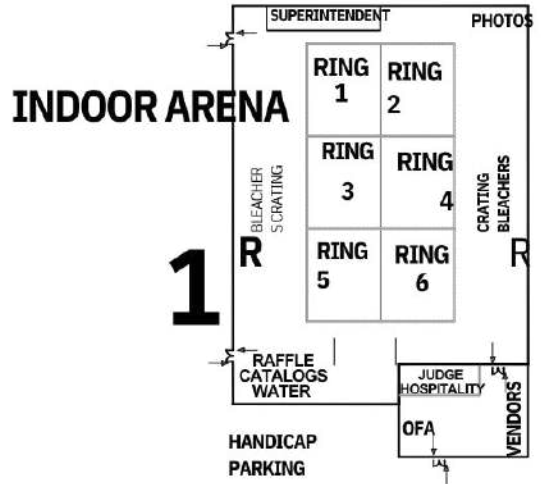 SUPERINTENDENT
PHOTOS
RING
1
RING
2
INDOOR ARENA
RING
3
RING
4
BLEACHER
S CRATING
CRATING
BLEACHERS
1
R
R
RING
5
RING
6
RAFFLE
CATALOGS
WATER
JUDGE
HOSPITALITY
OFA
VENDORS
HANDICAP
PARKING